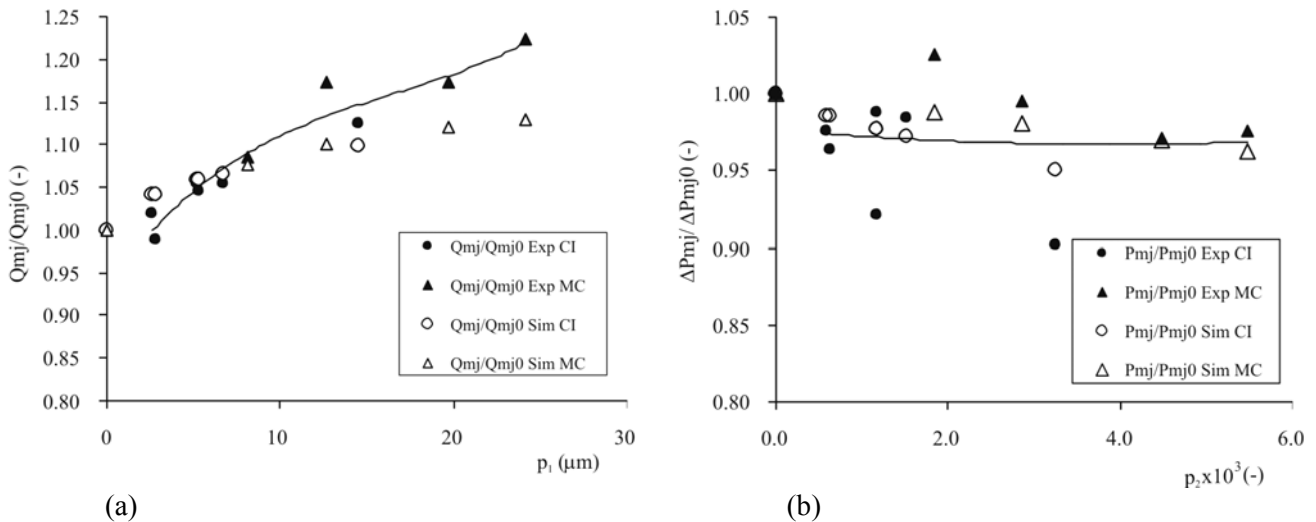 1.25
1.20
1.15
1.10
1.05
1.00
0.95
0.90
0.85
0.80
Qmj/Qmj0 (-)
Qmj/Qmj0 Exp CI
Qmj/Qmj0 Exp MC
Qmj/Qmj0 Sim CI
Qmj/Qmj0 Sim MC
0 10 20 30
p₁ (μm)
(a)
1.05
1.00
0.95
0.90
0.85
0.80
ΔPmj/ ΔPmj0 (-)
Pmj/Pmj0 Exp CI
Pmj/Pmj0 Exp MC
Pmj/Pmj0 Sim CI
Pmj/Pmj0 Sim MC
0.0 2.0 4.0 6.0
p₂x10³(-)
(b)